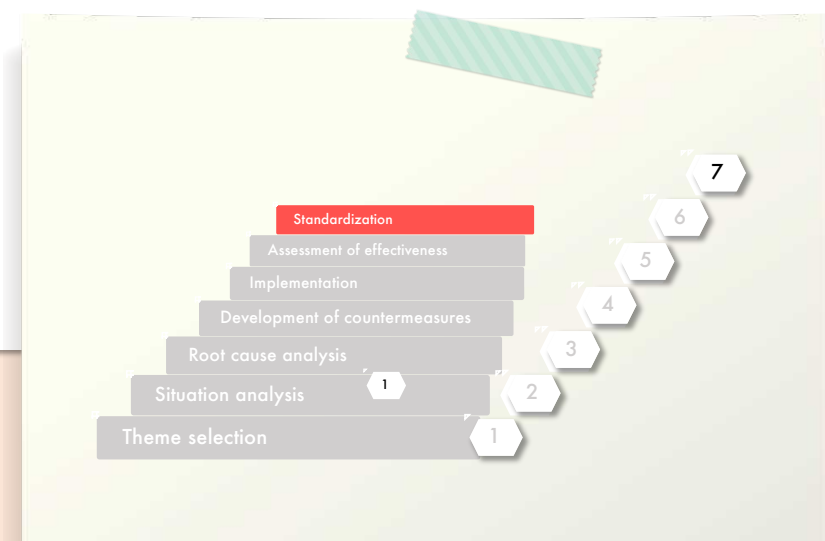 7
Standardization
6
Assessment of effectiveness
5
Implementation
4
Development of countermeasures
3
Root cause analysis
1
Situation analysis
2
Theme selection
1